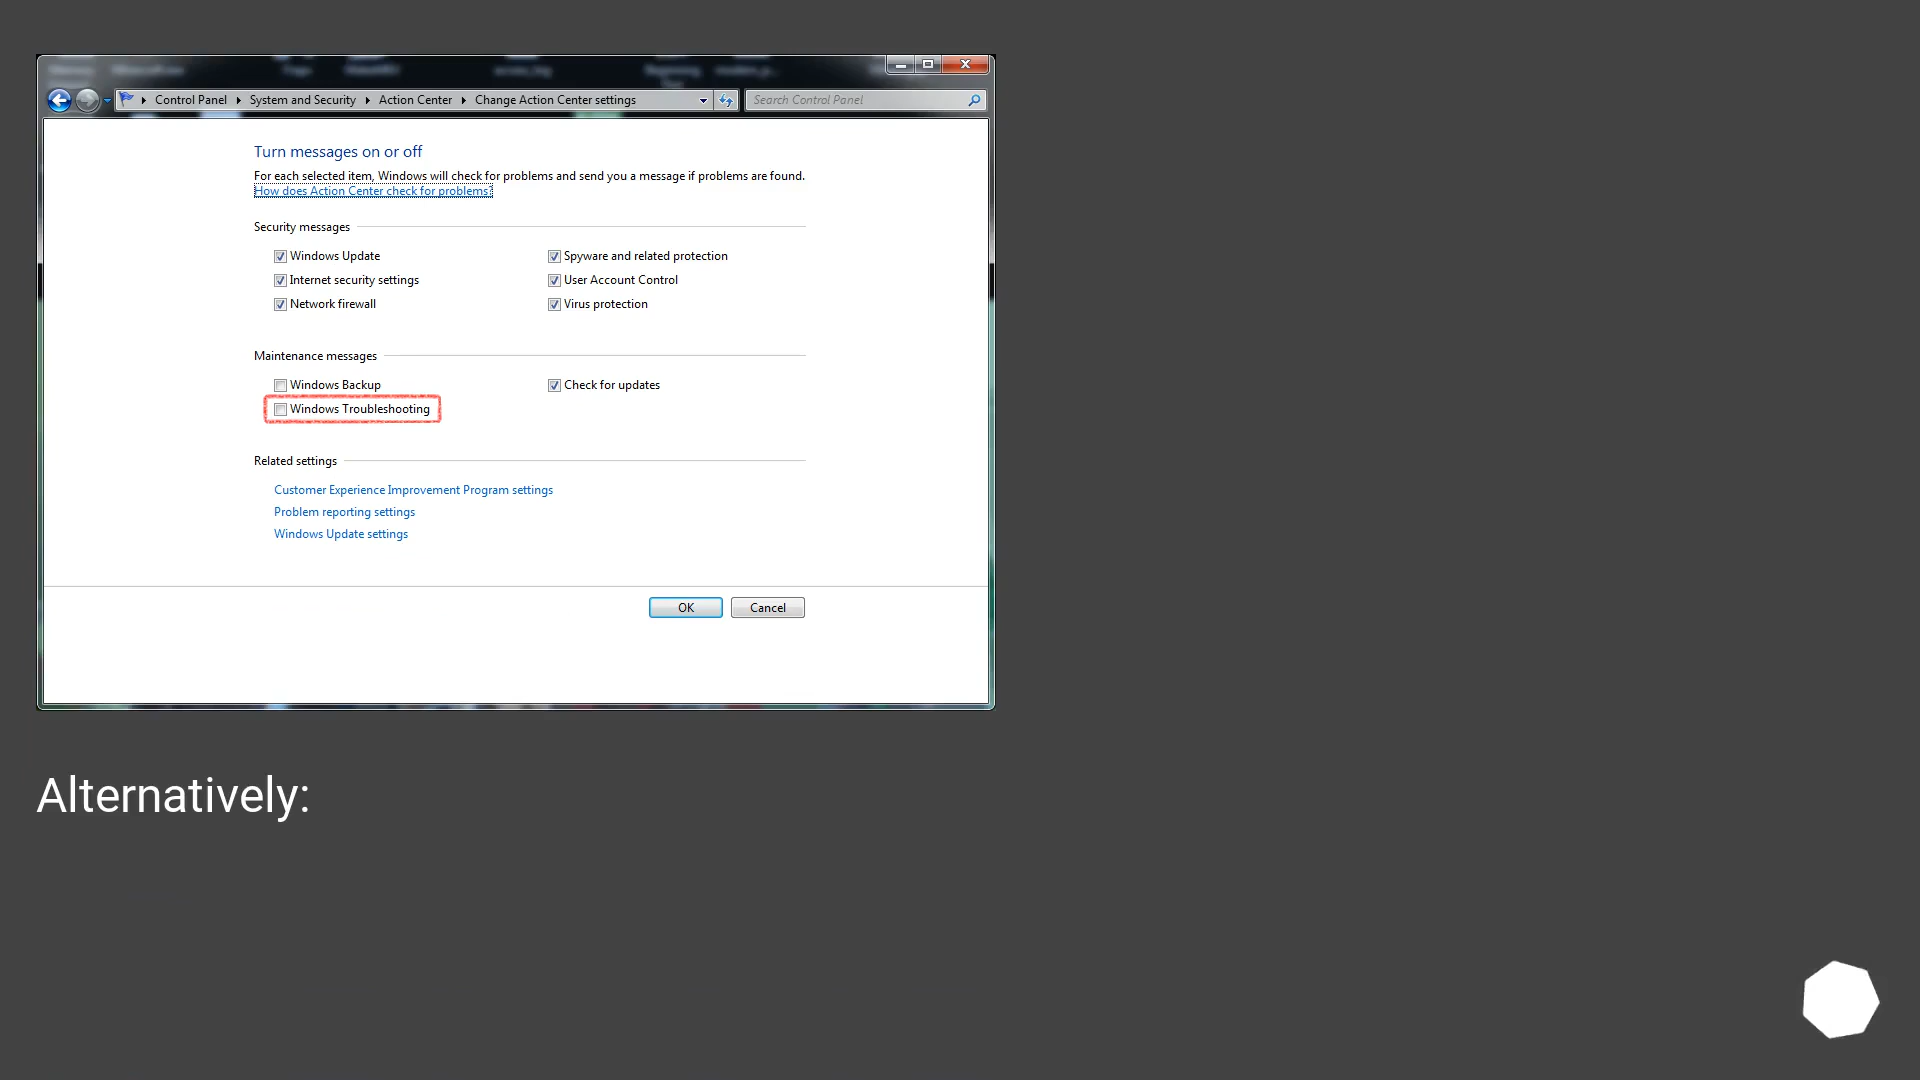 Control Panel
System and Security
Action Center
Change Action Center settings
Search Control Panel
Turn messages on or off
For each selected item, Windows will check for problems and send you a message if problems are found.
How does Action Center check for problems?
Security messages
Windows Update
Spyware and related protection
Internet security settings
User Account Control
Network firewall
Virus protection
Maintenance messages
Windows Backup
Check for updates
Windows Troubleshooting
Related settings
Customer Experience Improvement Program settings
Problem reporting settings
Windows Update settings
OK
Cancel
Alternatively: